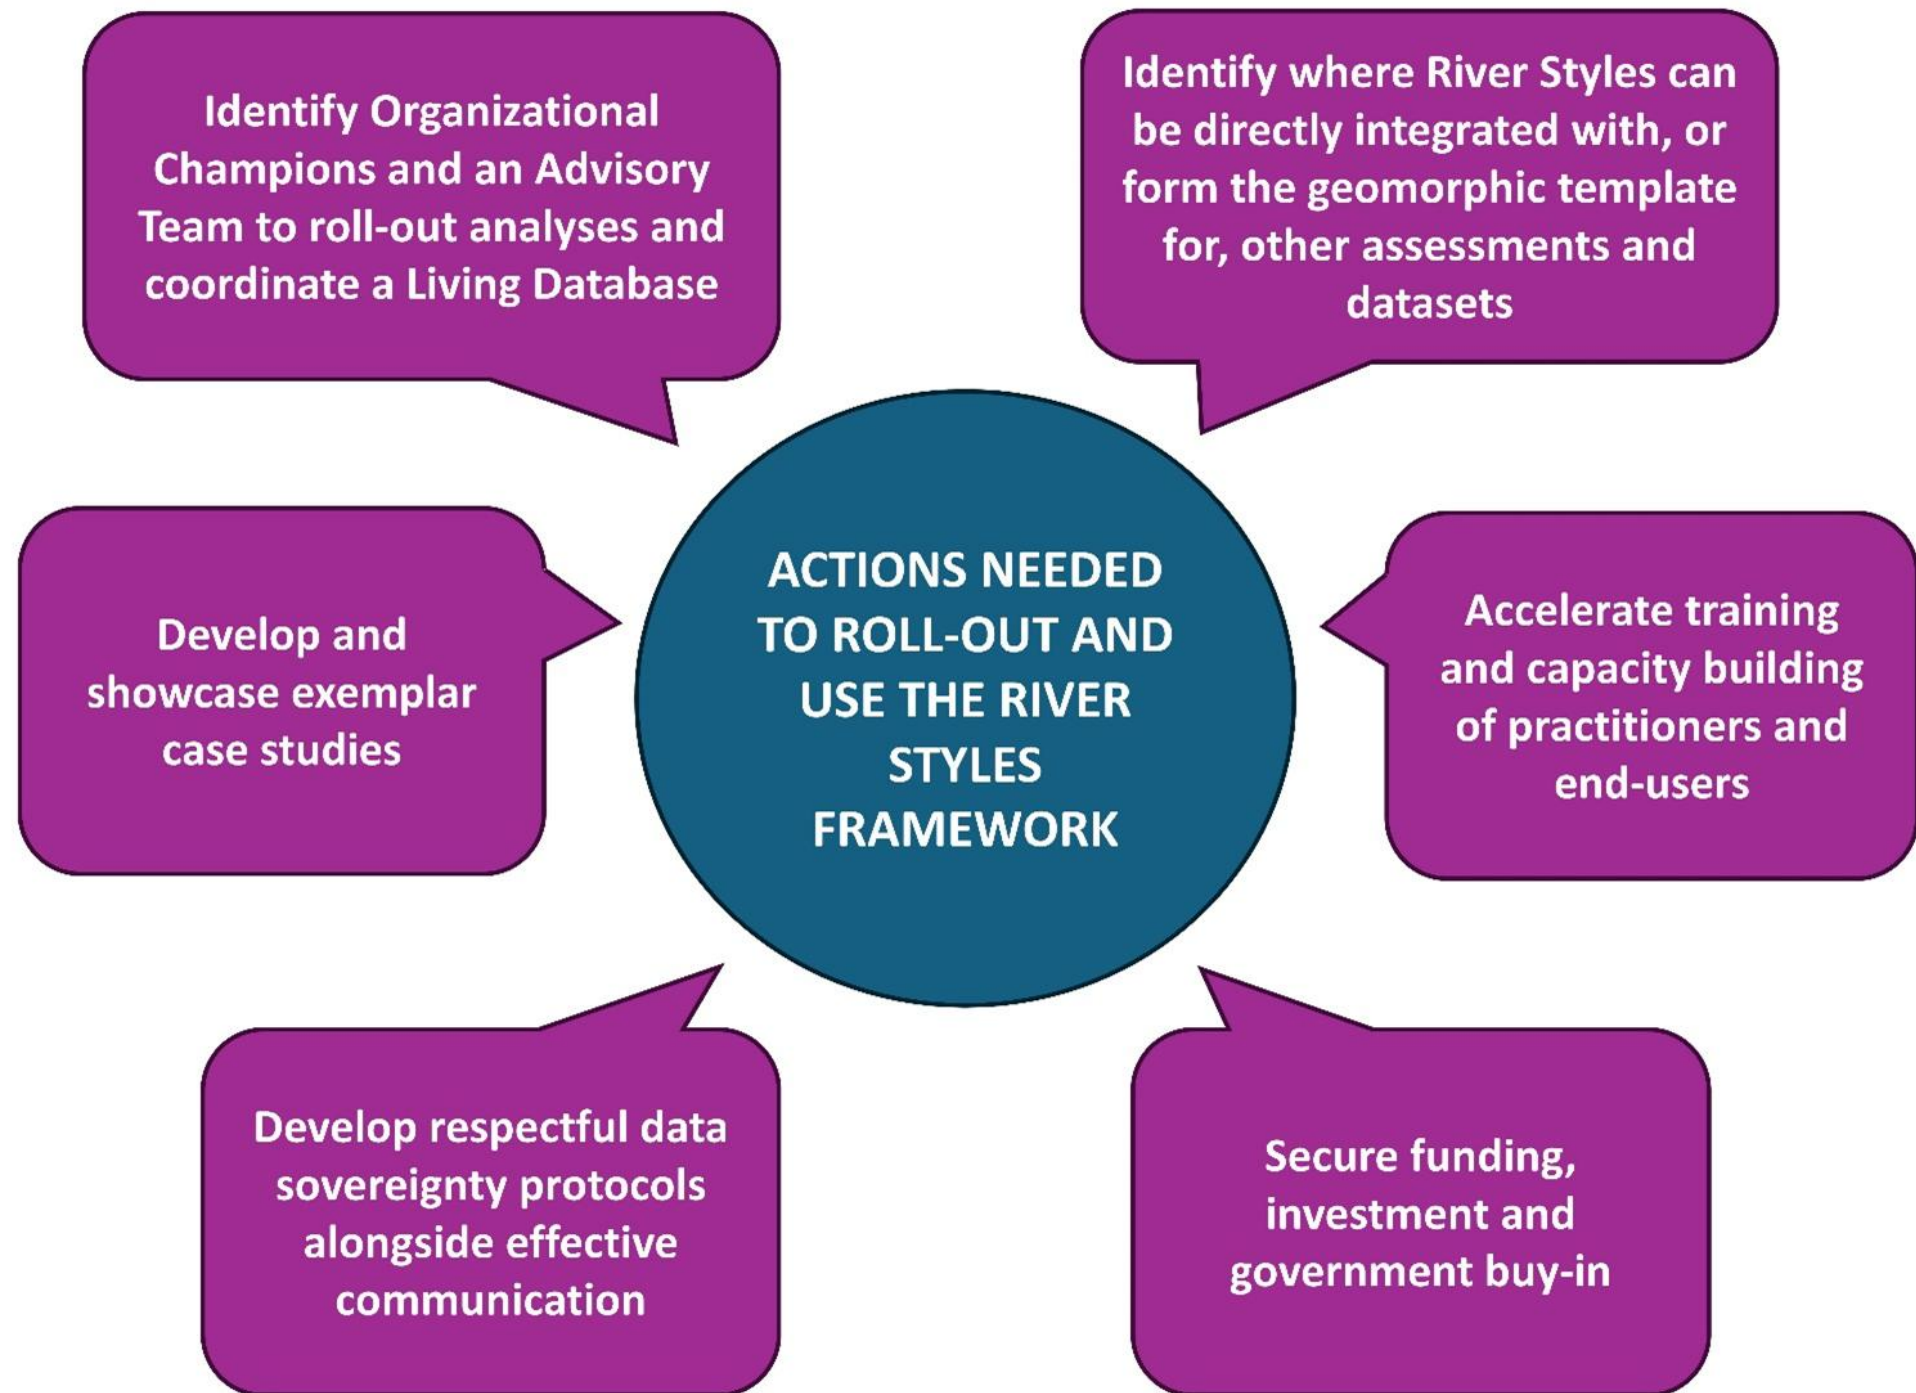 Identify Organizational
Champions and an Advisory
Team to roll-out analyses and
coordinate a Living Database
Identify where River Styles can
be directly integrated with, or
form the geomorphic template
for, other assessments and
datasets
Develop and
showcase exemplar
case studies
ACTIONS NEEDED
TO ROLL-OUT AND
USE THE RIVER
STYLES
FRAMEWORK
Accelerate training
and capacity building
of practitioners and
end-users
Develop respectful data
sovereignty protocols
alongside effective
communication
Secure funding,
investment and
government buy-in